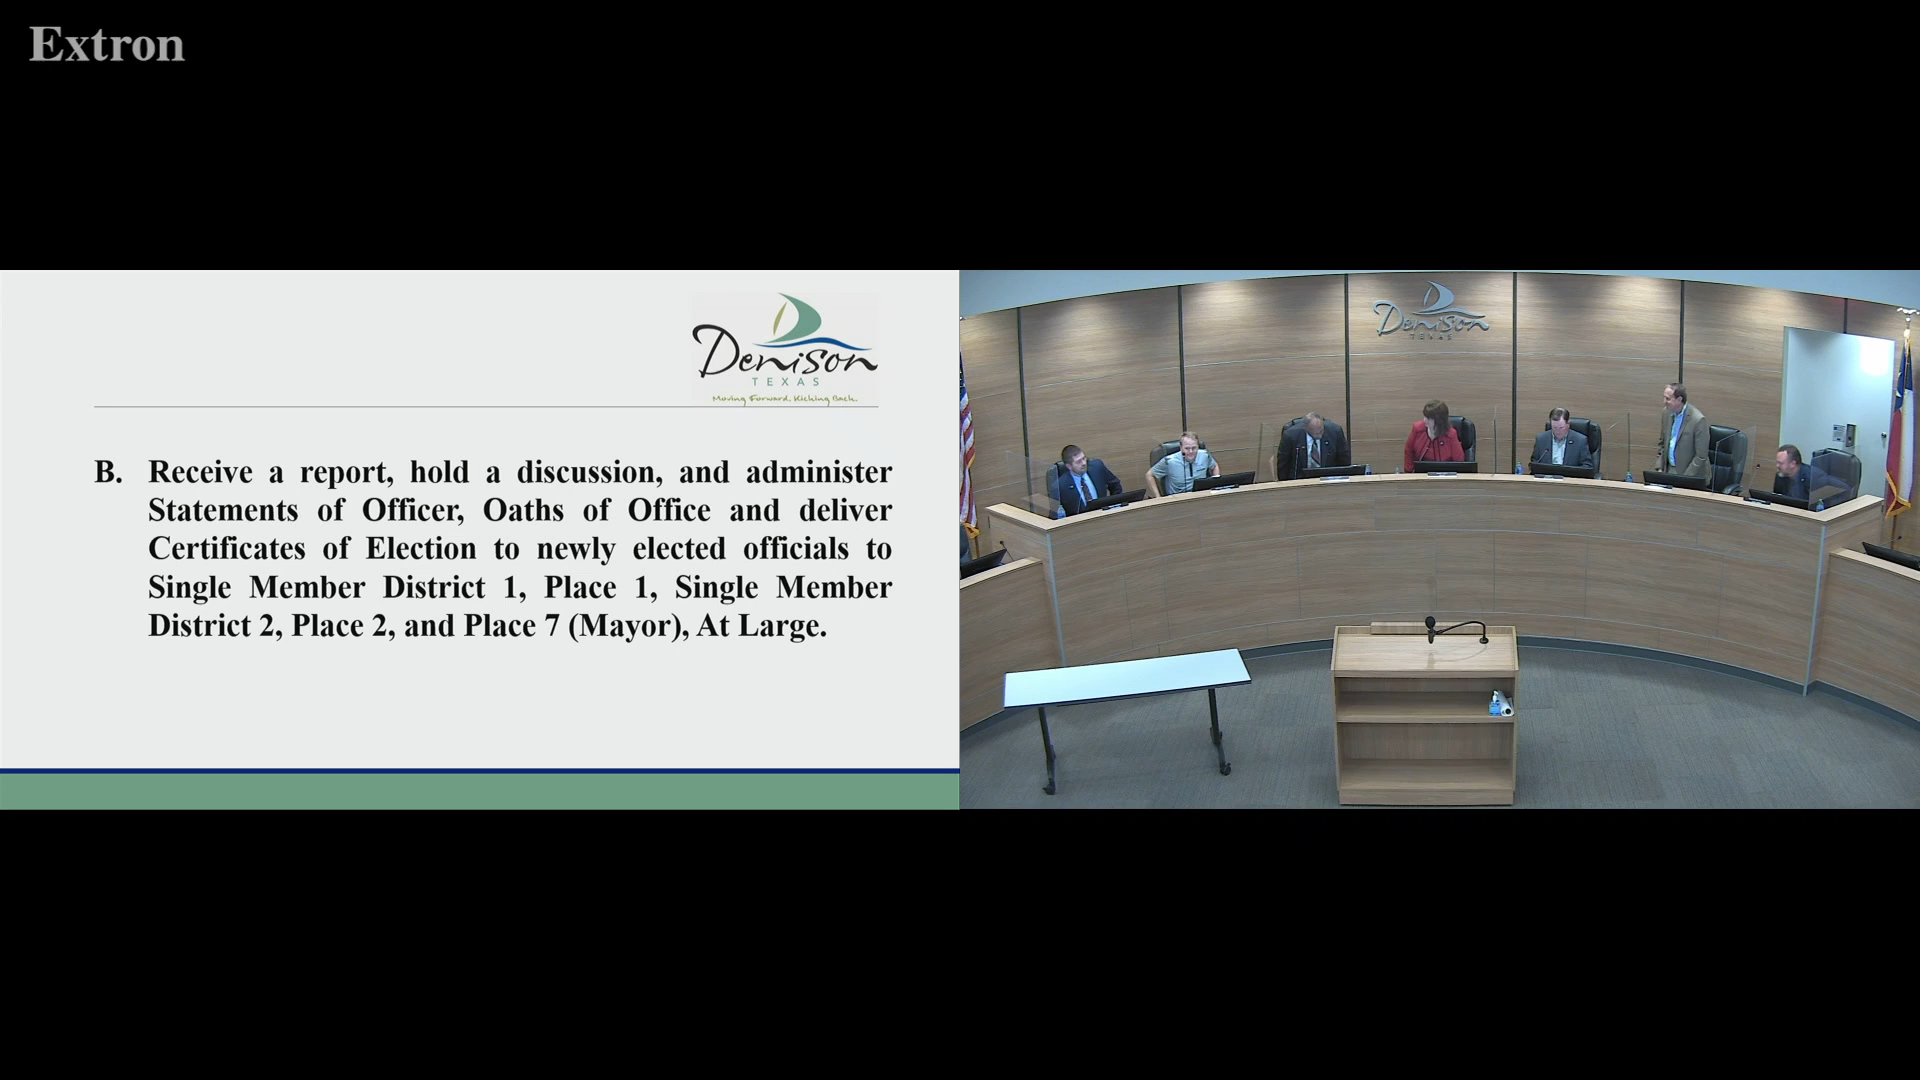 Extron
Denison
TEXAS
Moving Forward. Kicking Back.
B. Receive a report, hold a discussion, and administer
Statements of Officer, Oaths of Office and deliver
Certificates of Election to newly elected officials to
Single Member District 1, Place 1, Single Member
District 2, Place 2, and Place 7 (Mayor), At Large.
Denison
TEXAS